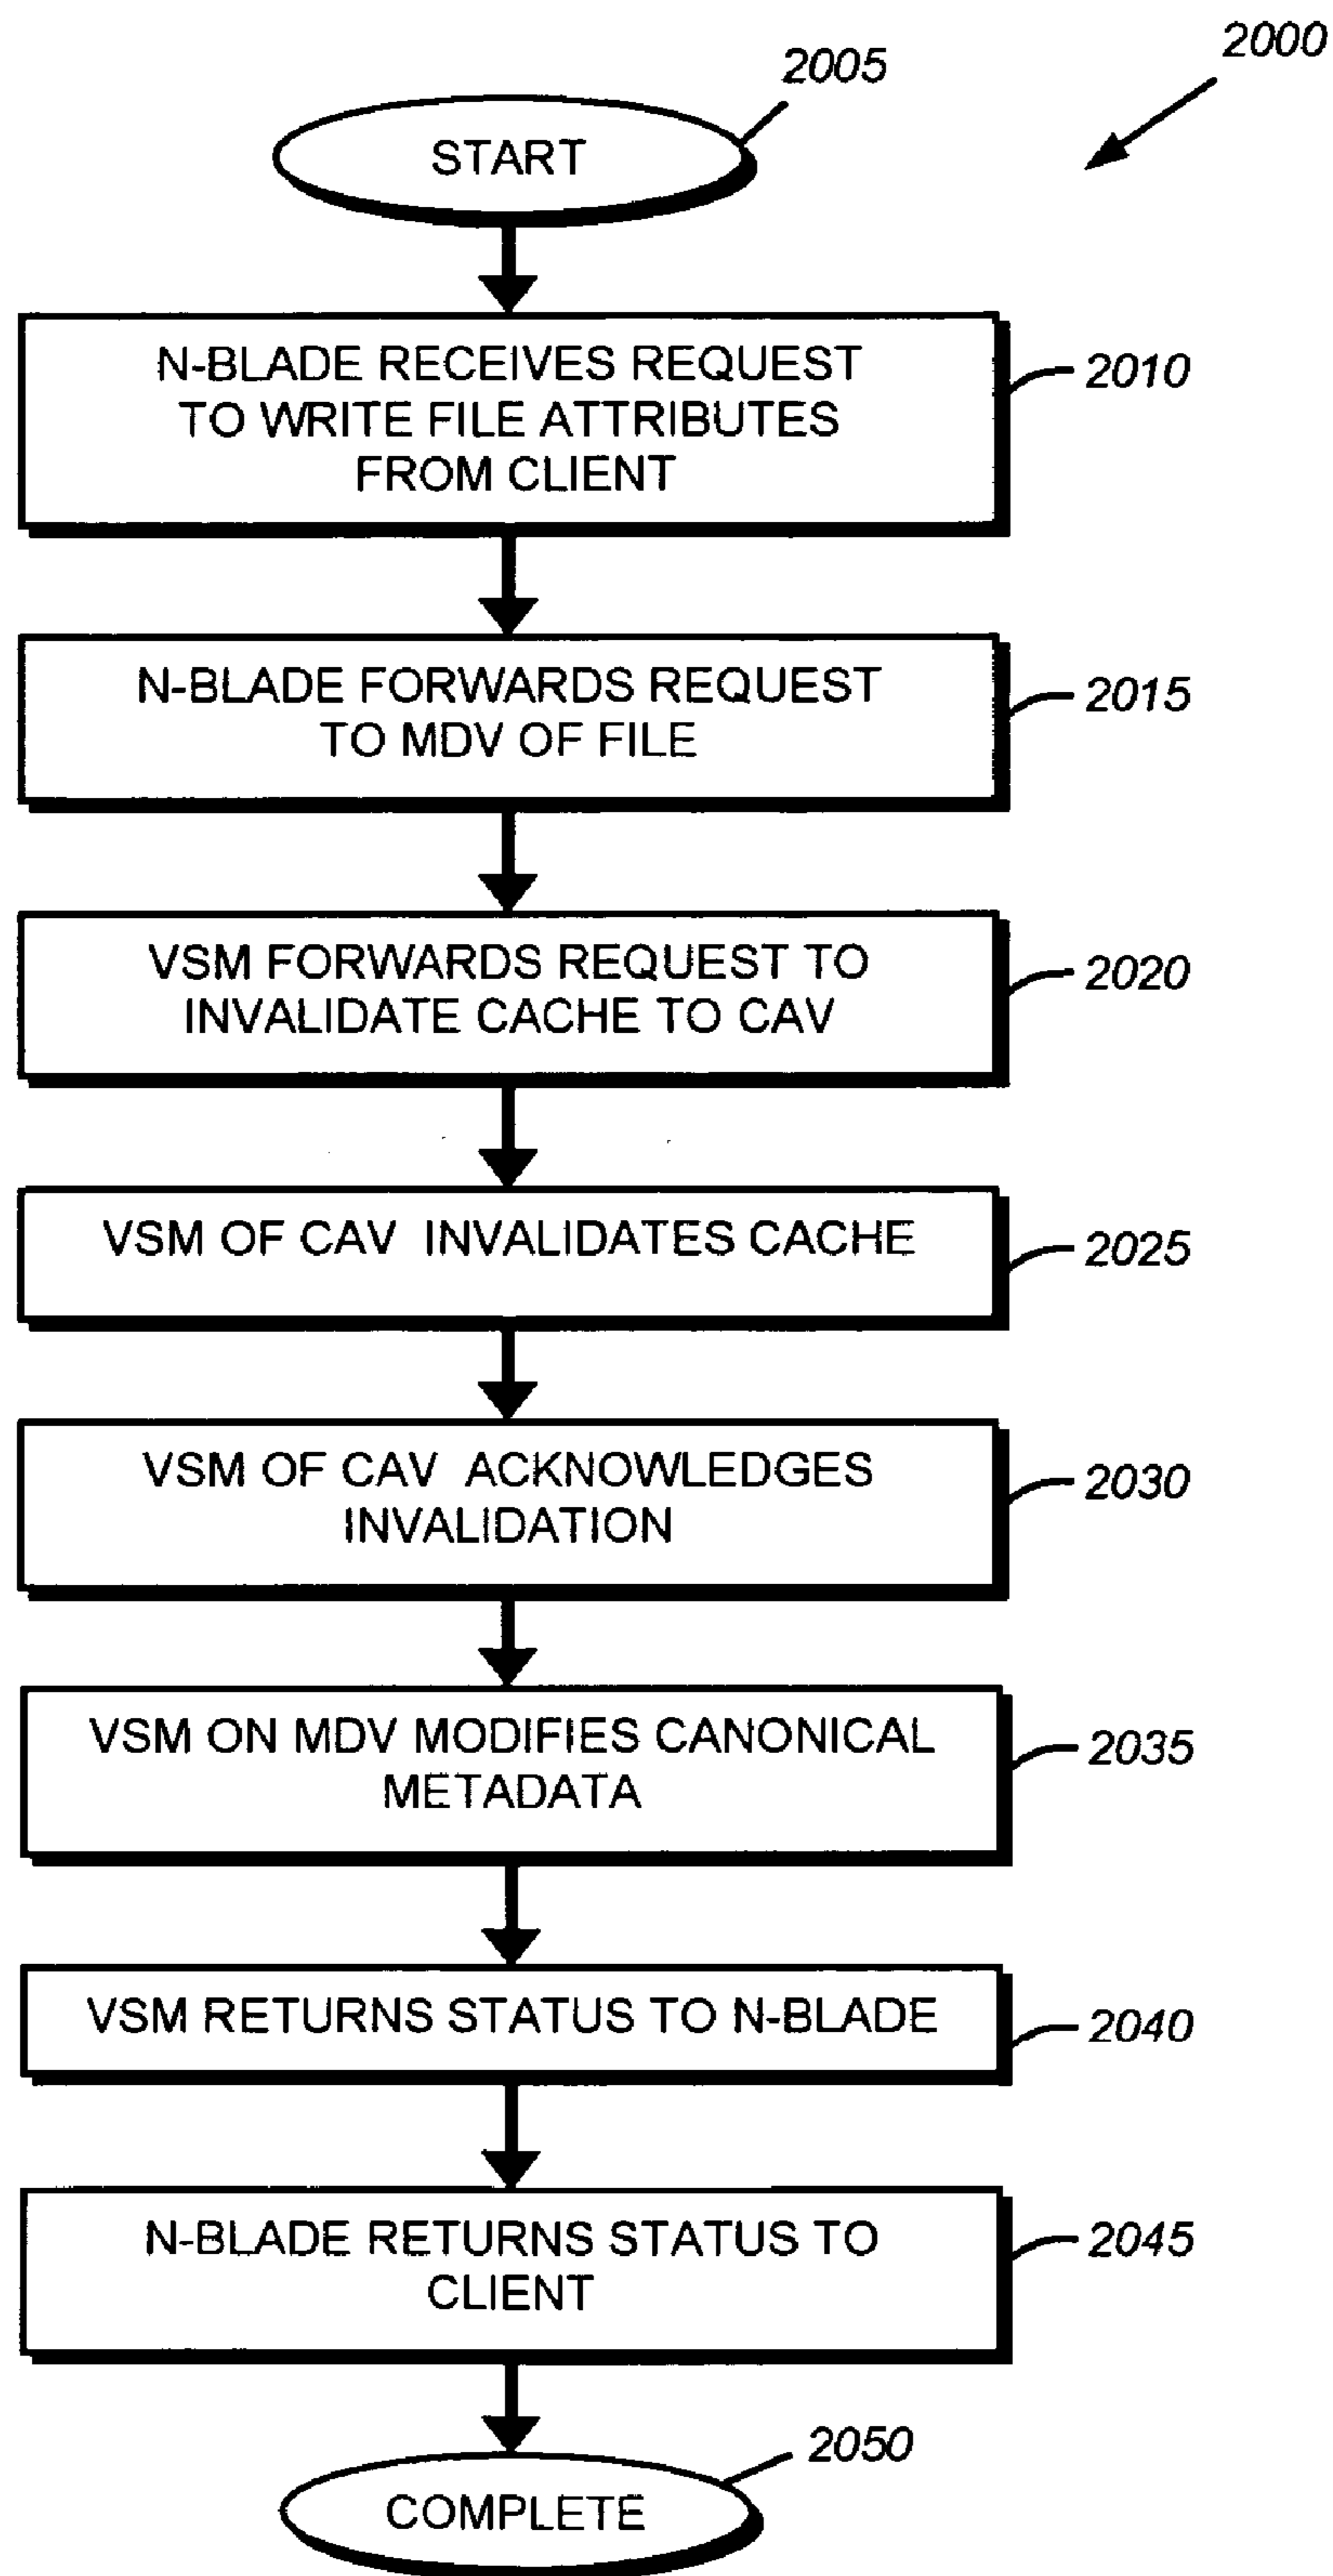 2000
2005
START
N-BLADE RECEIVES REQUEST
TO WRITE FILE ATTRIBUTES
FROM CLIENT
2010
N-BLADE FORWARDS REQUEST
TO MDV OF FILE
2015
VSM FORWARDS REQUEST TO
INVALIDATE CACHE TO CAV
2020
VSM OF CAV INVALIDATES CACHE
2025
VSM OF CAV ACKNOWLEDGES
INVALIDATION
2030
VSM ON MDV MODIFIES CANONICAL
METADATA
2035
VSM RETURNS STATUS TO N-BLADE
2040
N-BLADE RETURNS STATUS TO
CLIENT
2045
2050
COMPLETE